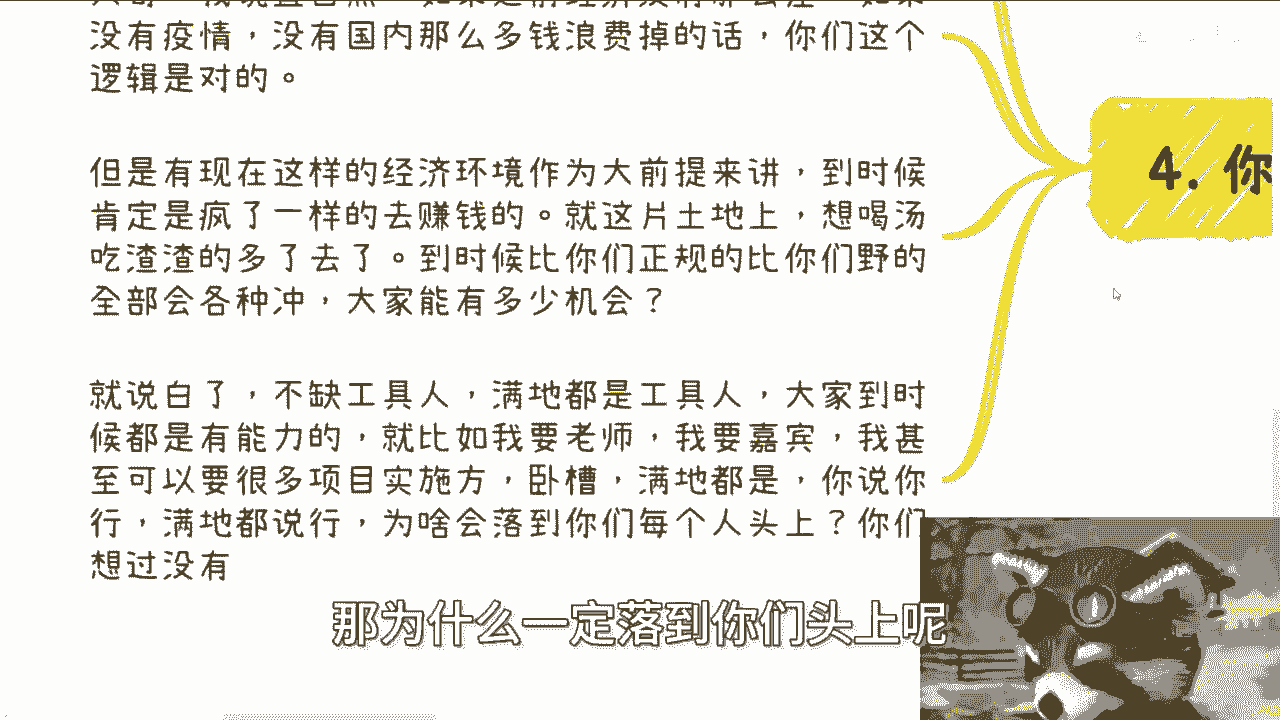 没有疫情，没有国内那么多钱浪费掉的话，你们这个
逻辑是对的。
但是有现在这样的经济环境作为大前提来讲，到时候
肯定是疯了一样的去赚钱的。就这片土地上，想喝汤
吃渣渣的多了去了。到时候比你们正规的比你们野的
全部会各种冲，大家能有多少机会？
就说白了，不缺工具人，满地都是工具人，大家到时
候都是有能力的，就比如我要老师，我要嘉宾，我甚
至可以要很多项目实施方，卧槽，满地都是，你说你
行，满地都说行，为啥会落到你们每个人头上？你们
想过没有
4. 你
那为什么一定落到你们头上呢